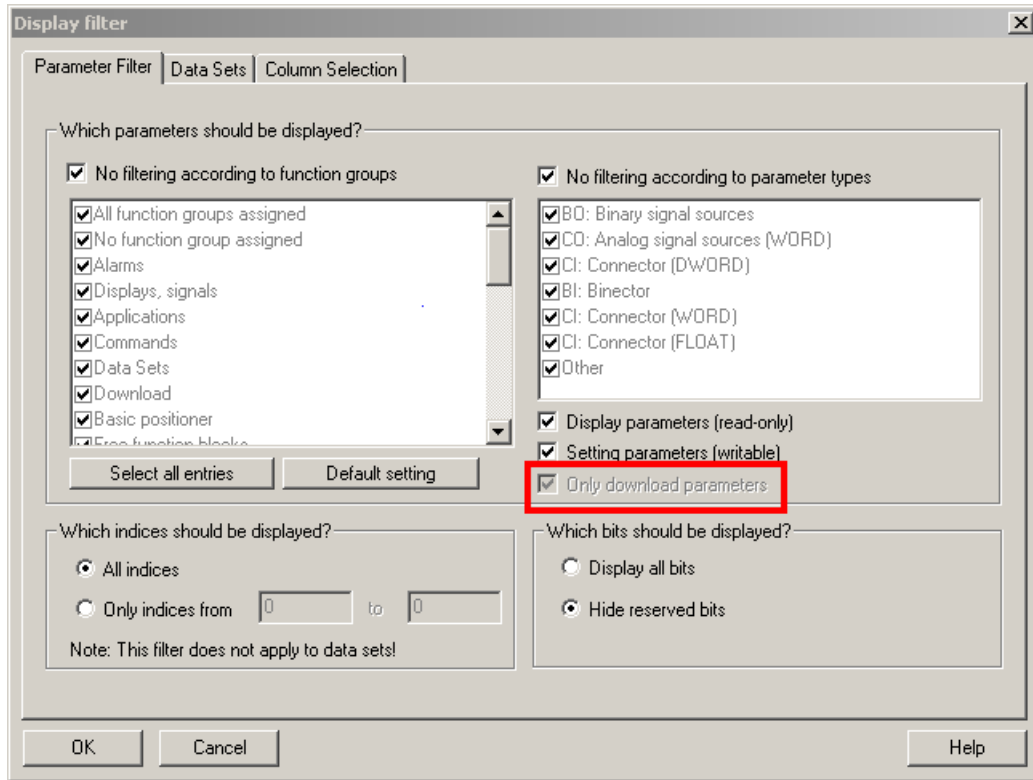 Display filter
Parameter Filter
Data Sets
Column Selection
Which parameters should be displayed?
No filtering according to function groups
All function groups assigned
No function group assigned
Alarms
Displays, signals
Applications
Commands
Data Sets
Download
Basic positioner
Free function blocks
Select all entries
Default setting
No filtering according to parameter types
BO: Binary signal sources
CO: Analog signal sources (WORD)
CI: Connector (DWORD)
BI: Binector
CI: Connector (WORD)
CI: Connector (FLOAT)
Other
Display parameters (read-only)
Setting parameters (writable)
Only download parameters
Which indices should be displayed?
All indices
Only indices from 0 to 0
Note: This filter does not apply to data sets!
Which bits should be displayed?
Display all bits
Hide reserved bits
OK
Cancel
Help